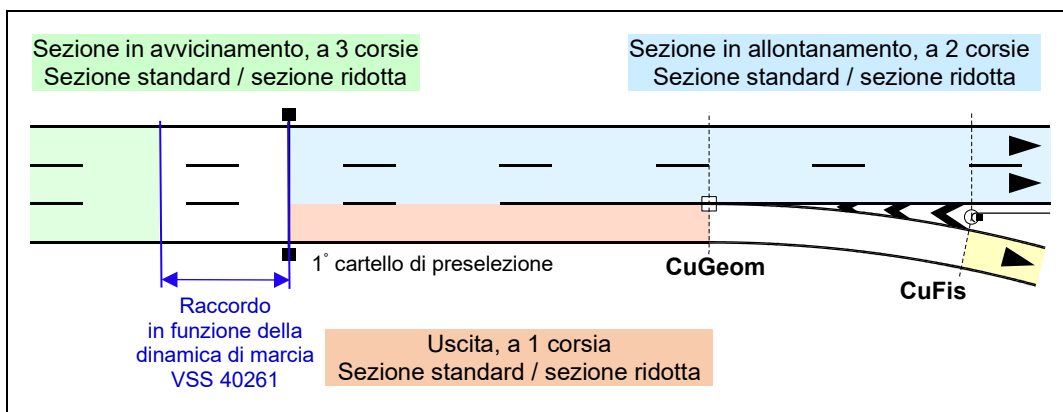 Sezione in avvicinamento, a 3 corsie
Sezione standard / sezione ridotta
Sezione in allontanamento, a 2 corsie
Sezione standard / sezione ridotta
1° cartello di preselezione
CuGeom
CuFis
Raccordo
in funzione della
dinamica di marcia
VSS 40261
Uscita, a 1 corsia
Sezione standard / sezione ridotta